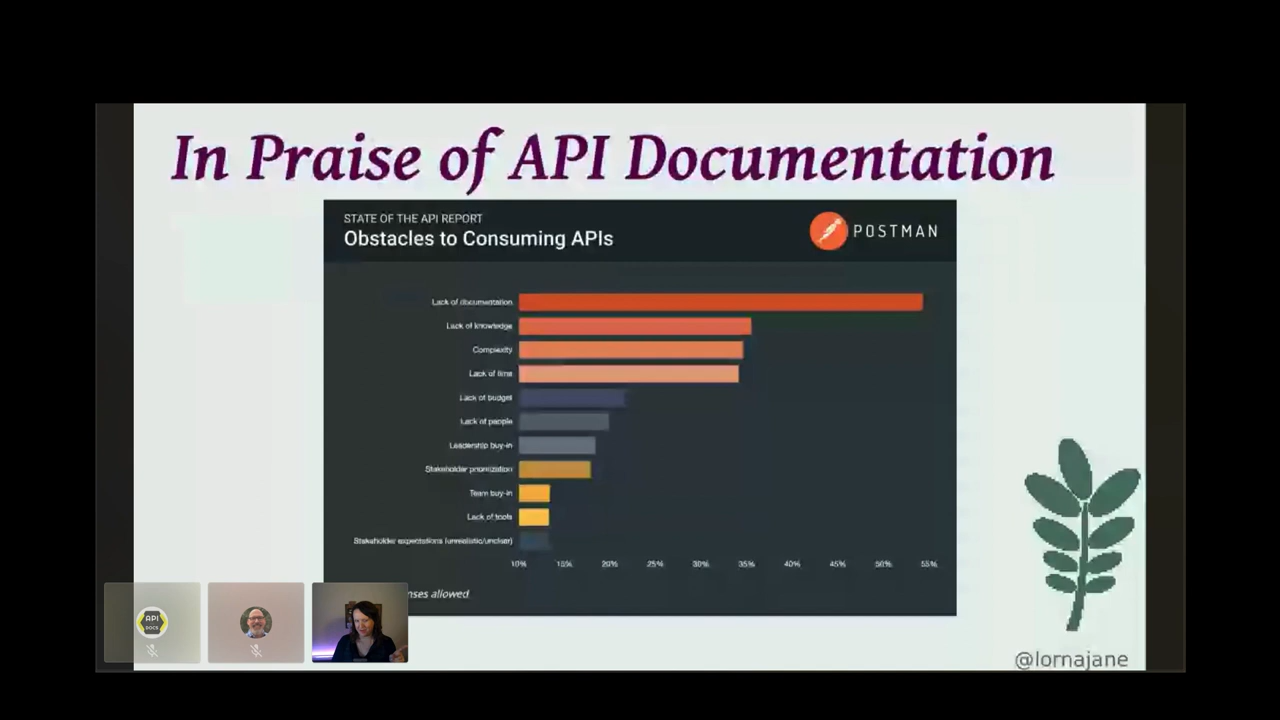 In Praise of API Documentation
STATE OF THE API REPORT
Obstacles to Consuming APIs
POSTMAN
Lack of documentation
Lack of knowledge
Complexity
Lack of time
Lack of budget
Lack of people
Leadership buy-in
Stakeholder prioritization
Team buy-in
Lack of tools
Stakeholder expectations (unrealistic/unclear)
10% 15% 20% 25% 30% 35% 40% 45% 50% 55%
nses allowed
API
DOCS
@lornajane